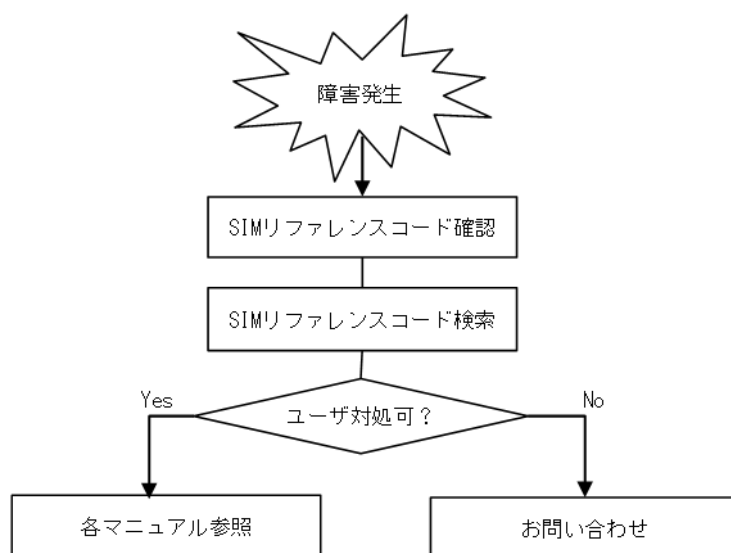 障害発生
SIMリファレンスコード確認
SIMリファレンスコード検索
ユーザ対処可？
Yes
No
各マニュアル参照
お問い合わせ